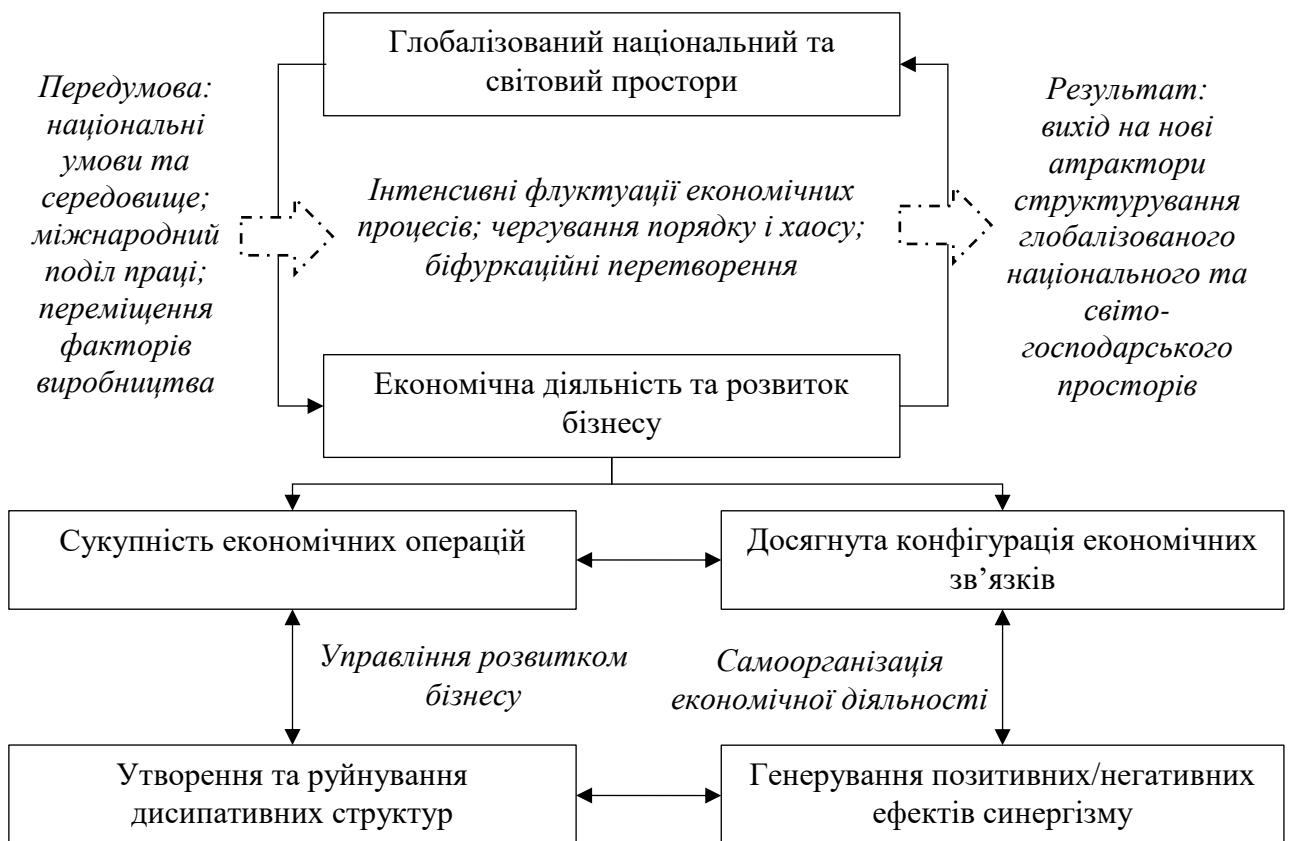 Глобалізований національний та
світовий простори
Передумова:
національні
умови та
середовище;
міжнародний
поділ праці;
переміщення
факторів
виробництва
Інтенсивні флуктуації економічних
процесів; чергування порядку і хаосу;
біфуркаційні перетворення
Результат:
вихід на нові
атрактори
структурування
глобалізованого
національного та
світо-
господарського
просторів
Економічна діяльність та розвиток
бізнесу
Сукупність економічних операцій
Досягнута конфігурація економічних
зв’язків
Управління розвитком
бізнесу
Самоорганізація
економічної діяльності
Утворення та руйнування
дисипативних структур
Генерування позитивних/негативних
ефектів синергізму